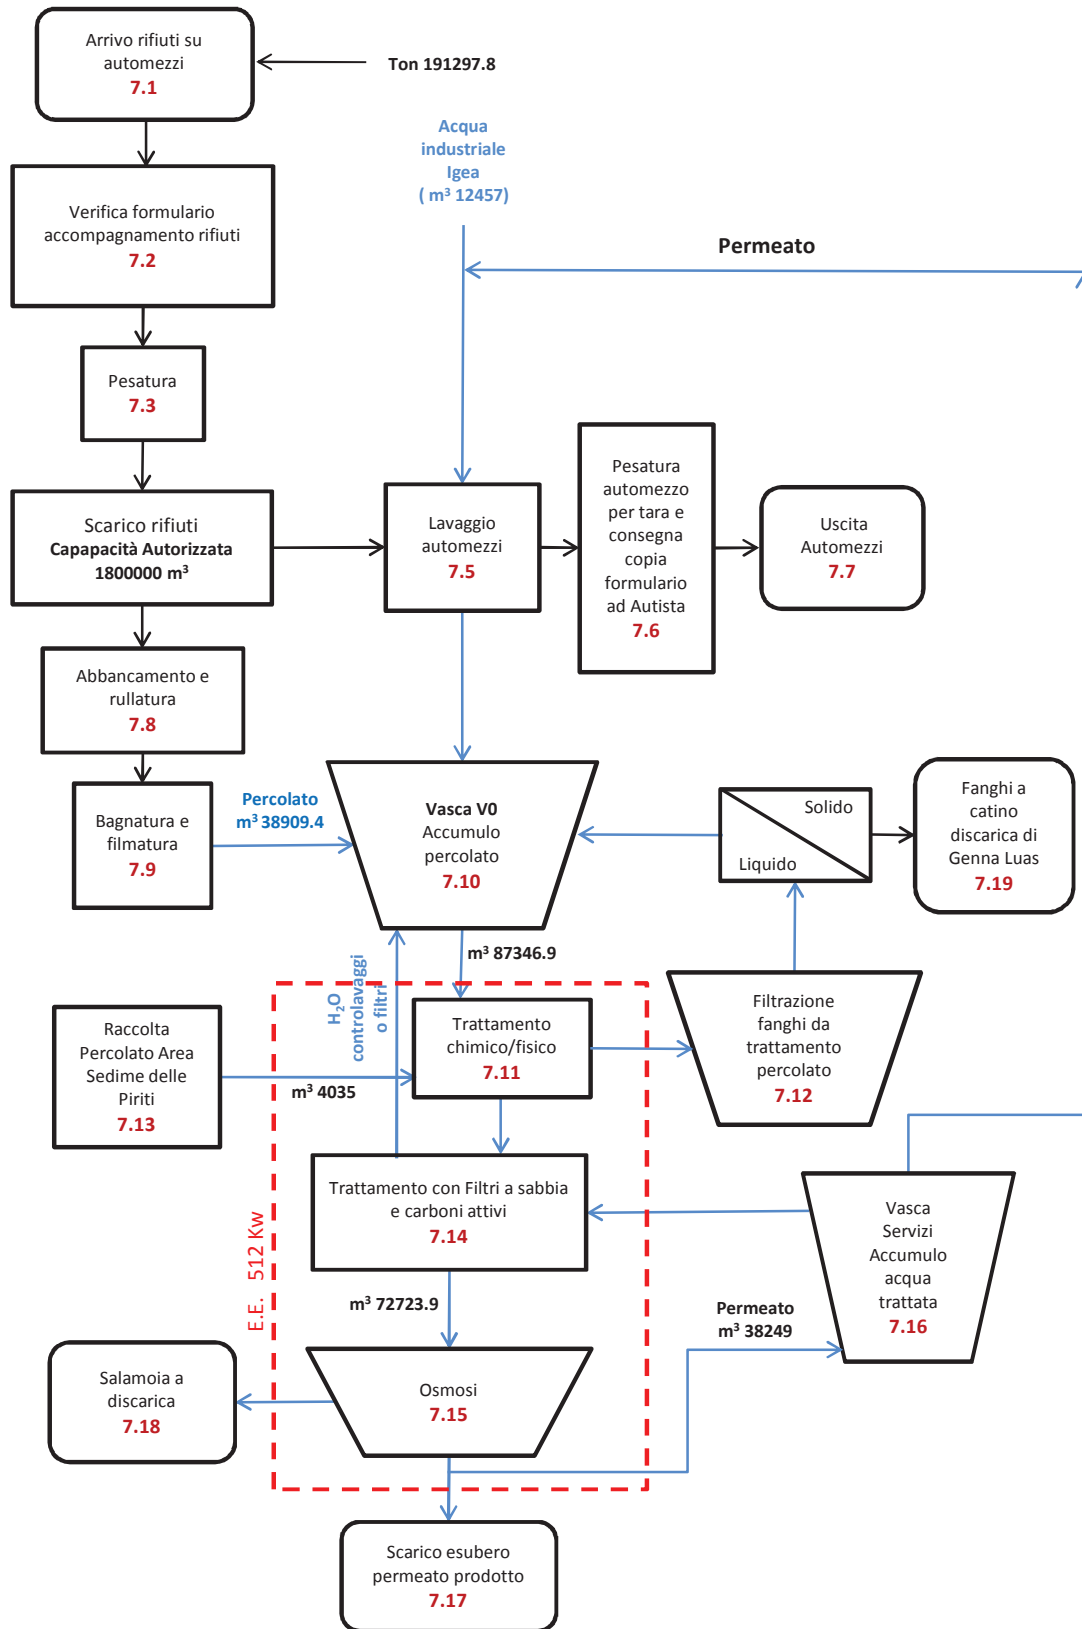 Arrivo rifiuti su
automezzi
7.1
Ton 191297.8
Acqua
industriale
Igea
( m³ 12457)
Verifica formulario
accompagnamento rifiuti
7.2
Permeato
Pesatura
7.3
Scarico rifiuti
Capapacità Autorizzata
1800000 m³
Lavaggio
automezzi
7.5
Pesatura
automezzo
per tara e
consegna
copia
formulario
ad Autista
7.6
Uscita
Automezzi
7.7
Abbancamento e
rullatura
7.8
Bagnatura e
filmatura
7.9
Percolato
m³ 38909.4
Vasca V0
Accumulo
percolato
7.10
Solido
Liquido
Fanghi a
catino
discarica di
Genna Luas
7.19
m³ 87346.9
H₂O
controlavaggi
o filtri
Raccolta
Percolato Area
Sedime delle
Piriti
7.13
m³ 4035
Trattamento
chimico/fisico
7.11
Filtrazione
fanghi da
trattamento
percolato
7.12
Trattamento con Filtri a sabbia
e carboni attivi
7.14
Vasca
Servizi
Accumulo
acqua
trattata
7.16
E.E. 512 Kw
m³ 72723.9
Permeato
m³ 38249
Salamoia a
discarica
7.18
Osmosi
7.15
Scarico esubero
permeato prodotto
7.17